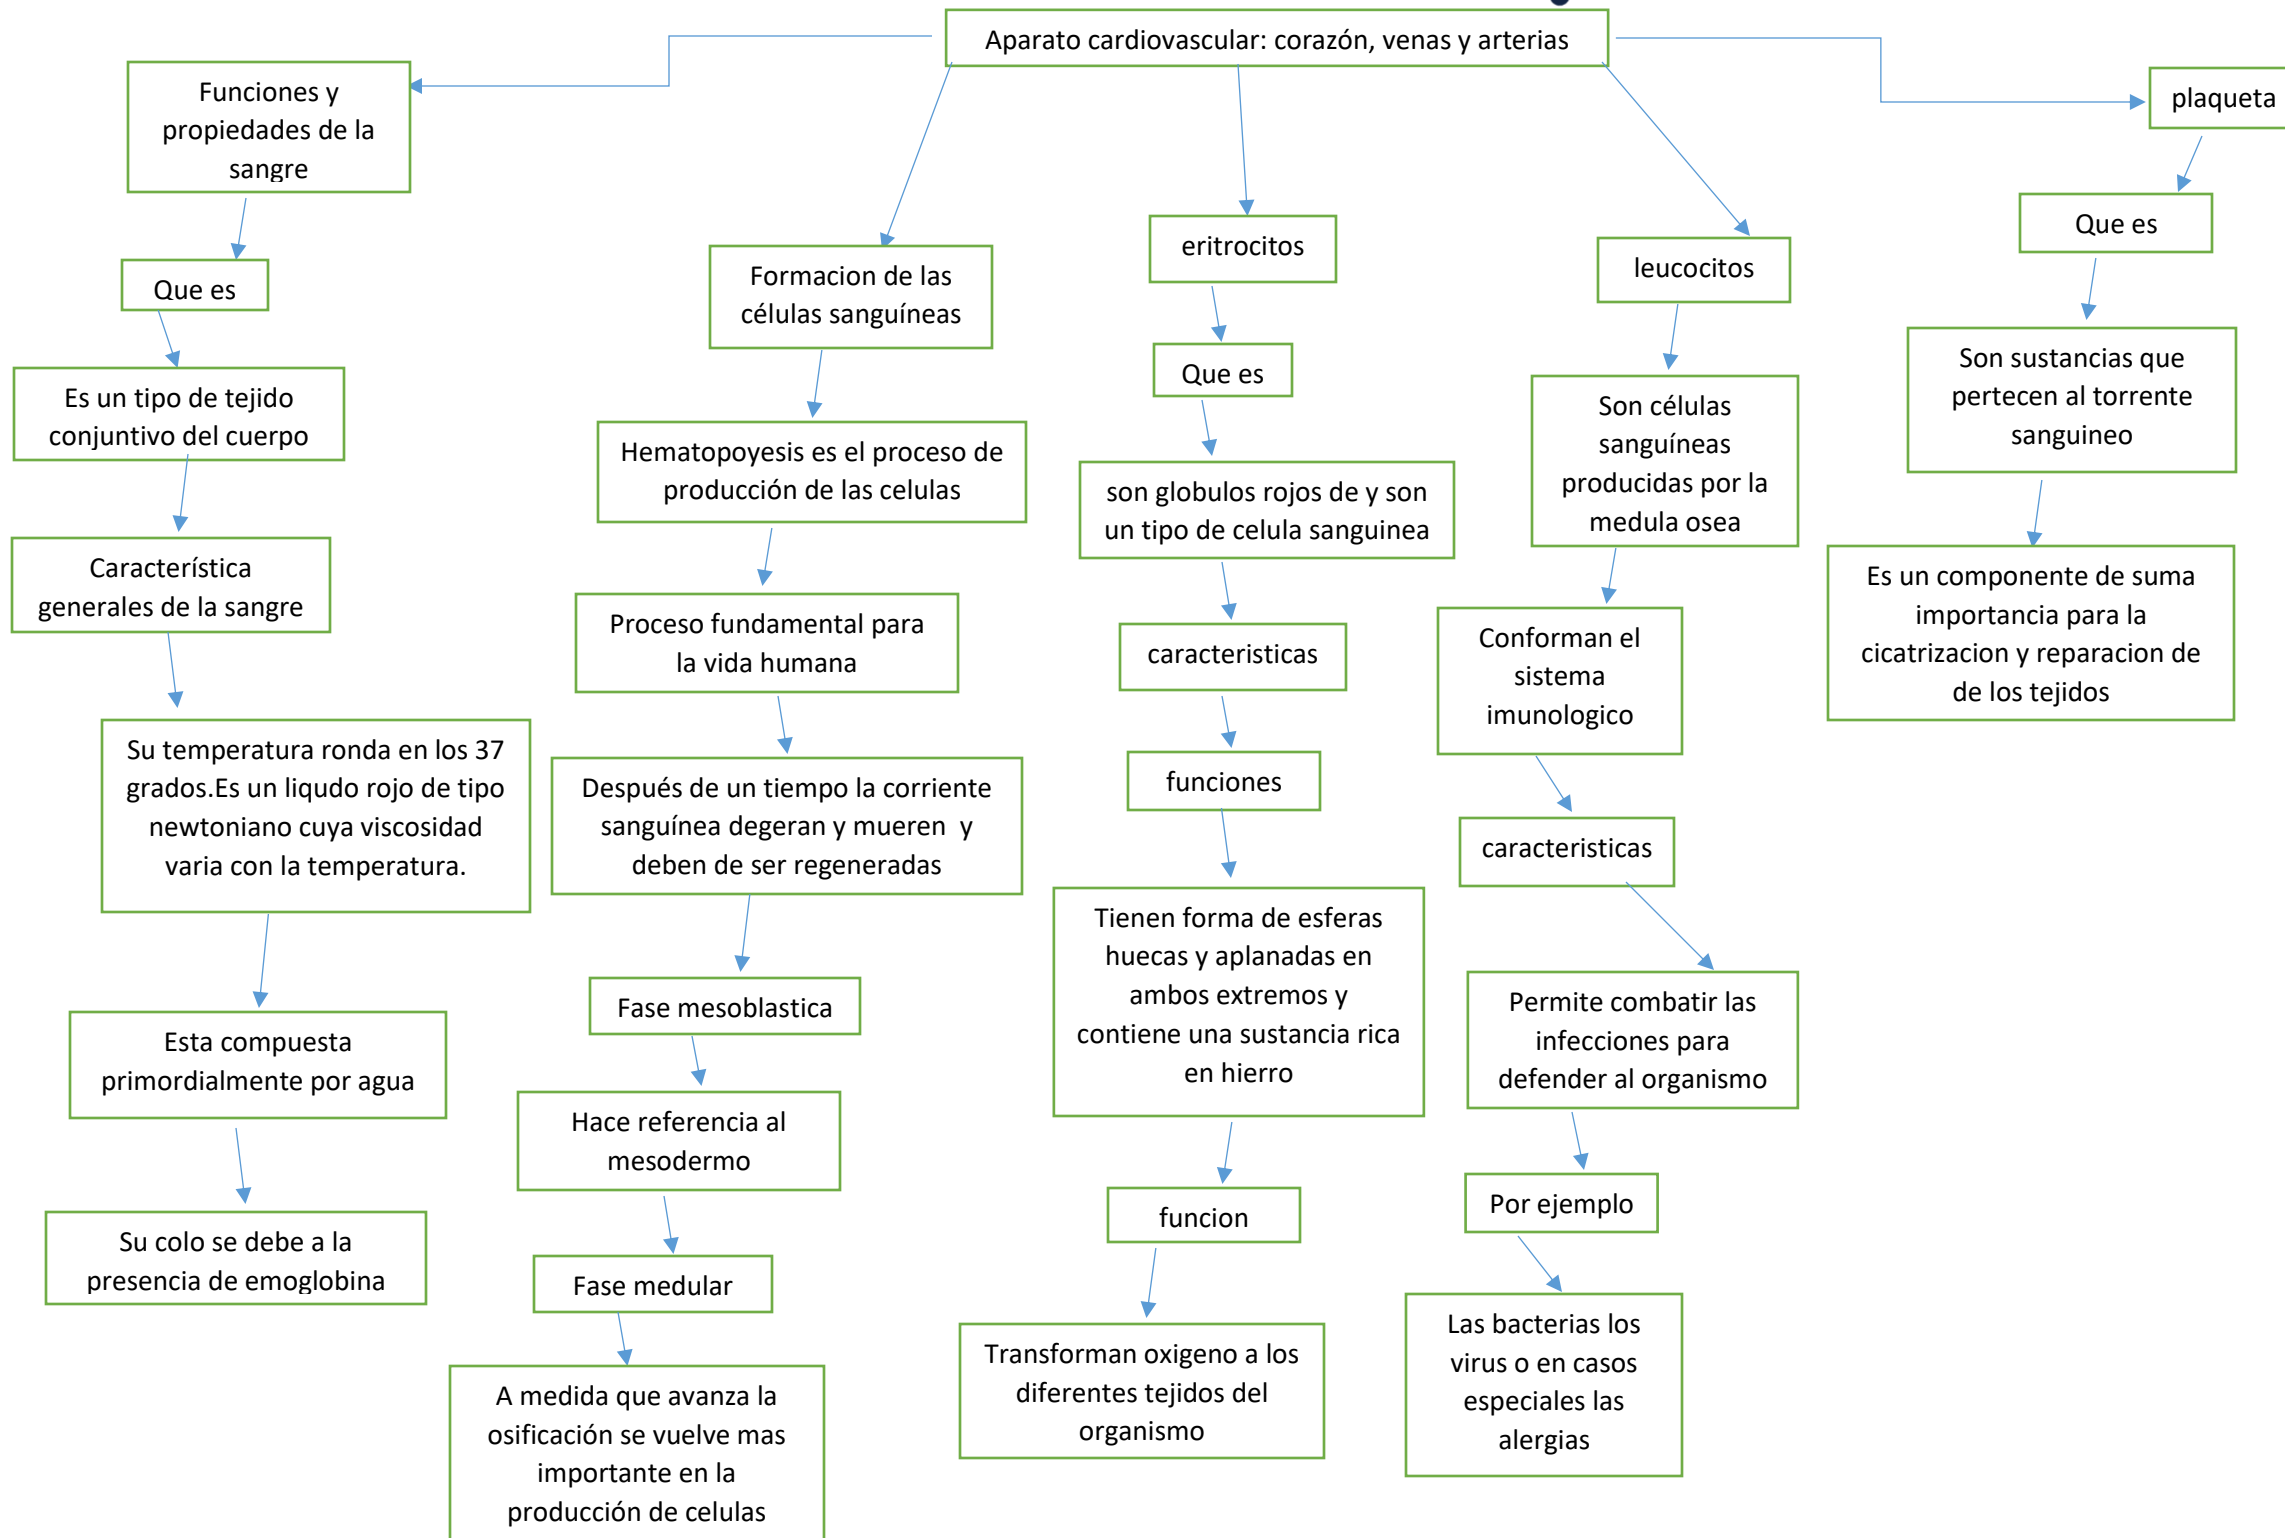 Aparato cardiovascular: corazón, venas y arterias
Funciones y
propiedades de la
sangre
Que es
Es un tipo de tejido
conjuntivo del cuerpo
Característica
generales de la sangre
Su temperatura ronda en los 37
grados.Es un liqudo rojo de tipo
newtoniano cuya viscosidad
varia con la temperatura.
Esta compuesta
primordialmente por agua
Su colo se debe a la
presencia de emoglobina
Formacion de las
células sanguíneas
Hematopoyesis es el proceso de
producción de las celulas
Proceso fundamental para
la vida humana
Después de un tiempo la corriente
sanguínea degeran y mueren y
deben de ser regeneradas
Fase mesoblastica
Hace referencia al
mesodermo
Fase medular
A medida que avanza la
osificación se vuelve mas
importante en la
producción de celulas
eritrocitos
Que es
son globulos rojos de y son
un tipo de celula sanguinea
caracteristicas
funciones
Tienen forma de esferas
huecas y aplanadas en
ambos extremos y
contiene una sustancia rica
en hierro
funcion
Transforman oxigeno a los
diferentes tejidos del
organismo
leucocitos
Son células
sanguíneas
producidas por la
medula osea
Conforman el
sistema
imunologico
caracteristicas
Permite combatir las
infecciones para
defender al organismo
Por ejemplo
Las bacterias los
virus o en casos
especiales las
alergias
plaqueta
Que es
Son sustancias que
pertecen al torrente
sanguineo
Es un componente de suma
importancia para la
cicatrizacion y reparacion de
de los tejidos